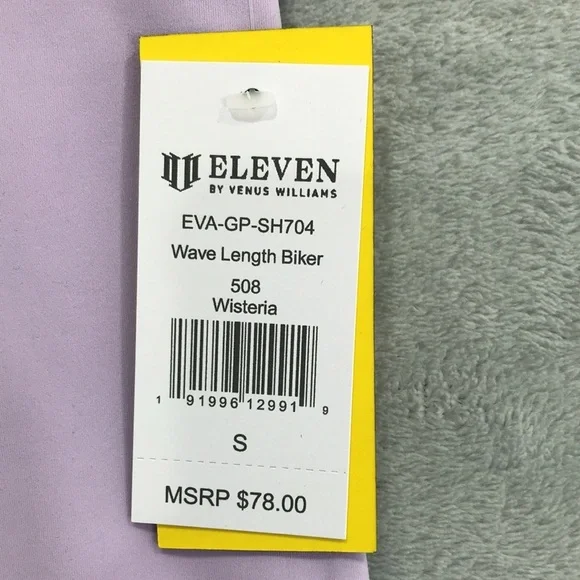 ELEVEN
BY VENUS WILLIAMS
EVA-GP-SH704
Wave Length Biker
508
Wisteria
1 91996 12991 9
S
MSRP $78.00